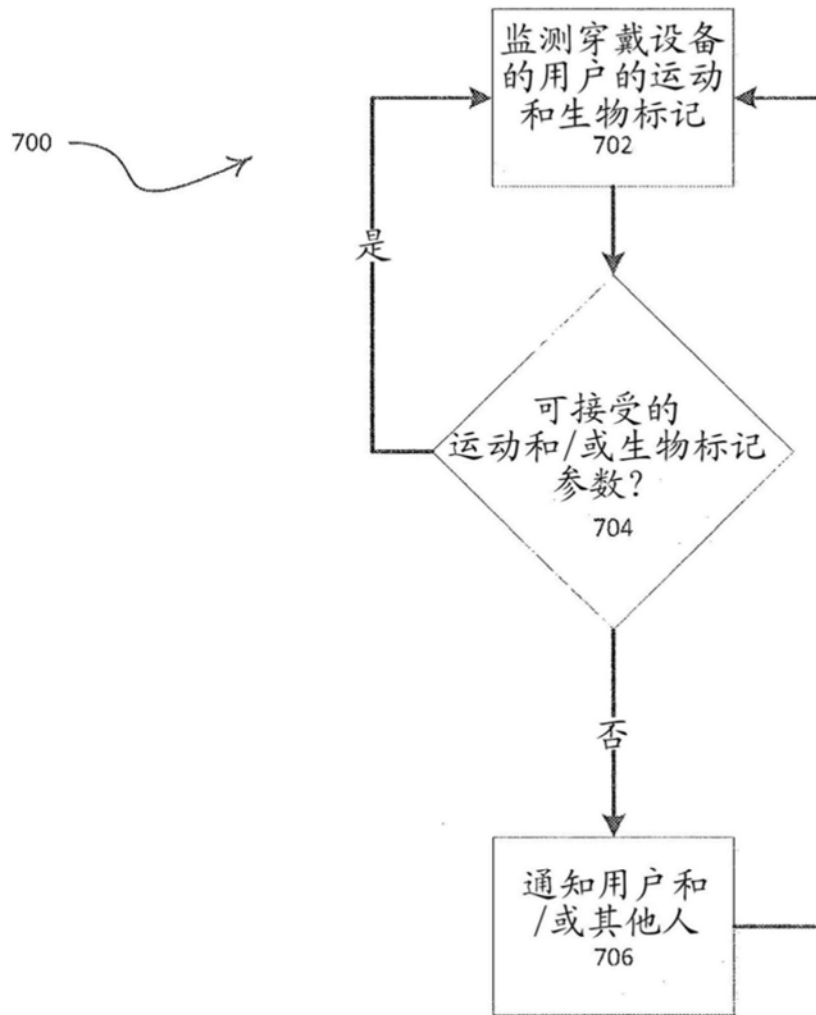 监测穿戴设备
的用户的运动
和生物标记
702
700
是
可接受的
运动和/或生物标记
参数?
704
否
通知用户和
/或其他人
706